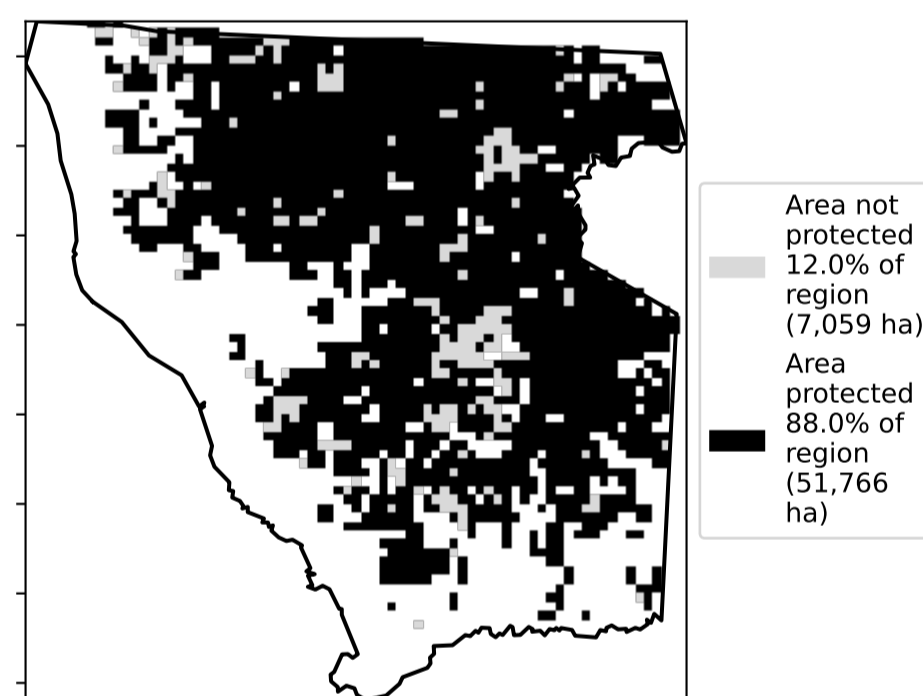 Area not
protected
12.0% of
region
(7,059 ha)
Area
protected
88.0% of
region
(51,766
ha)